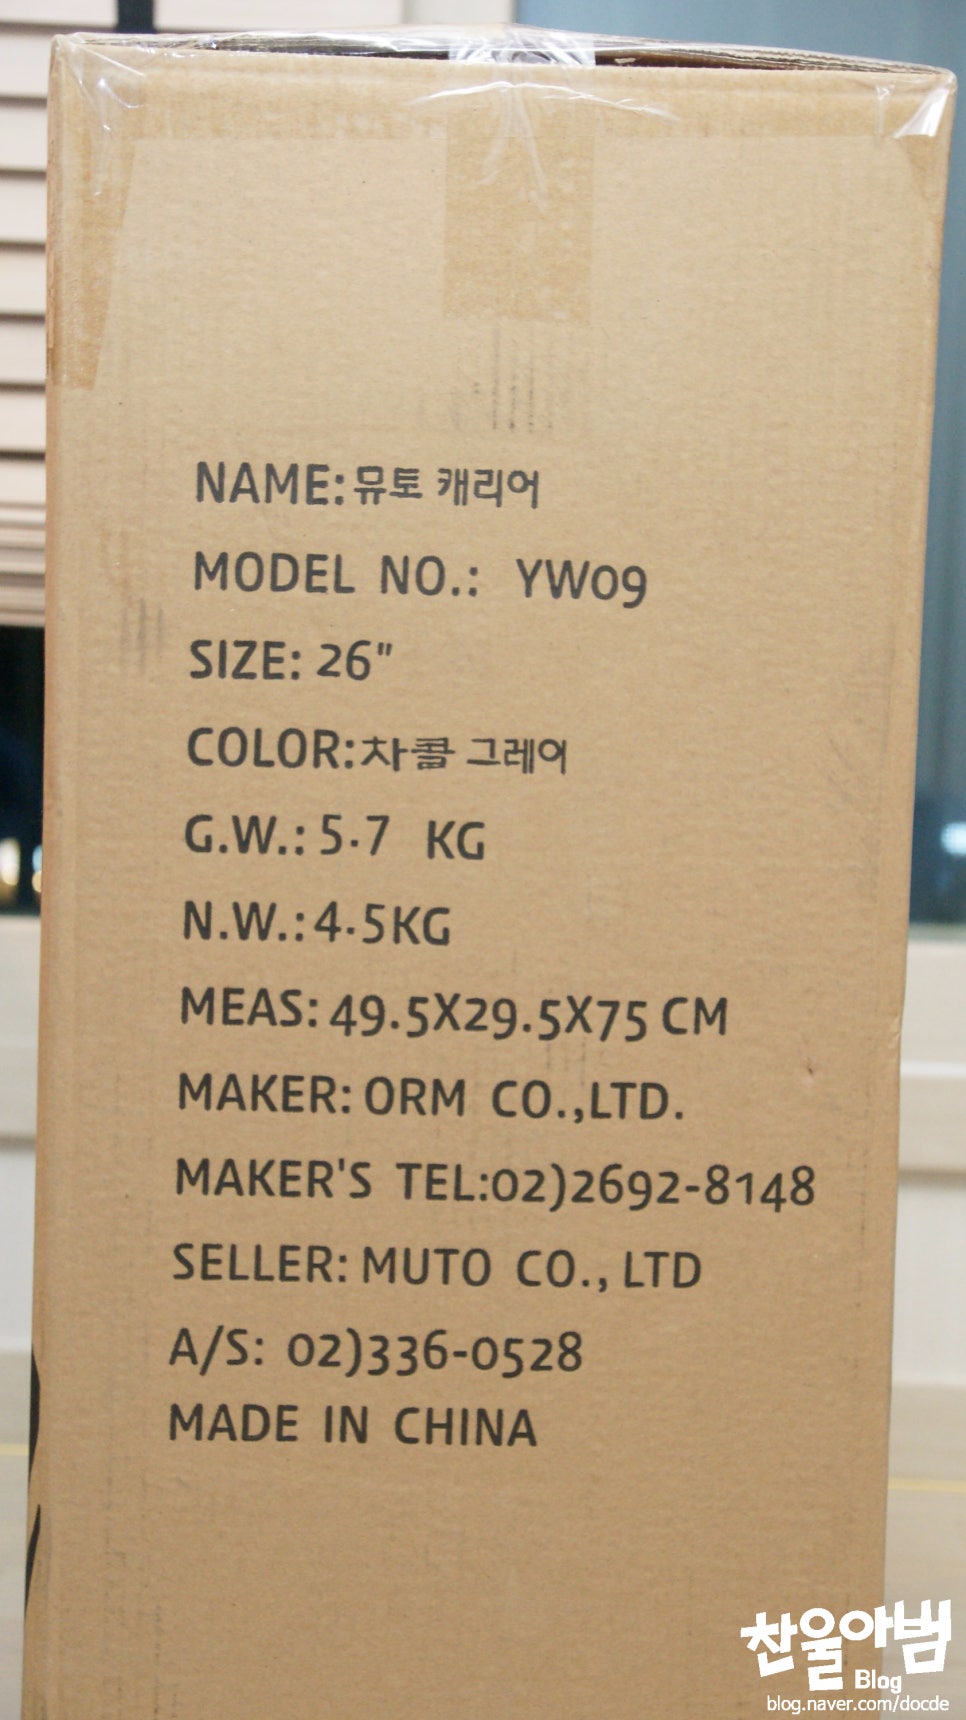 NAME:뮤토 캐리어
MODEL NO.: YW09
SIZE: 26"
COLOR:차콜 그레이
G.W.: 5.7 KG
N.W.: 4.5KG
MEAS: 49.5X29.5X75 CM
MAKER: ORM CO.,LTD.
MAKER'S TEL:02)2692-8148
SELLER: MUTO CO., LTD
A/S: 02)336-0528
MADE IN CHINA
찬울아범
Blog
blog.naver.com/docde